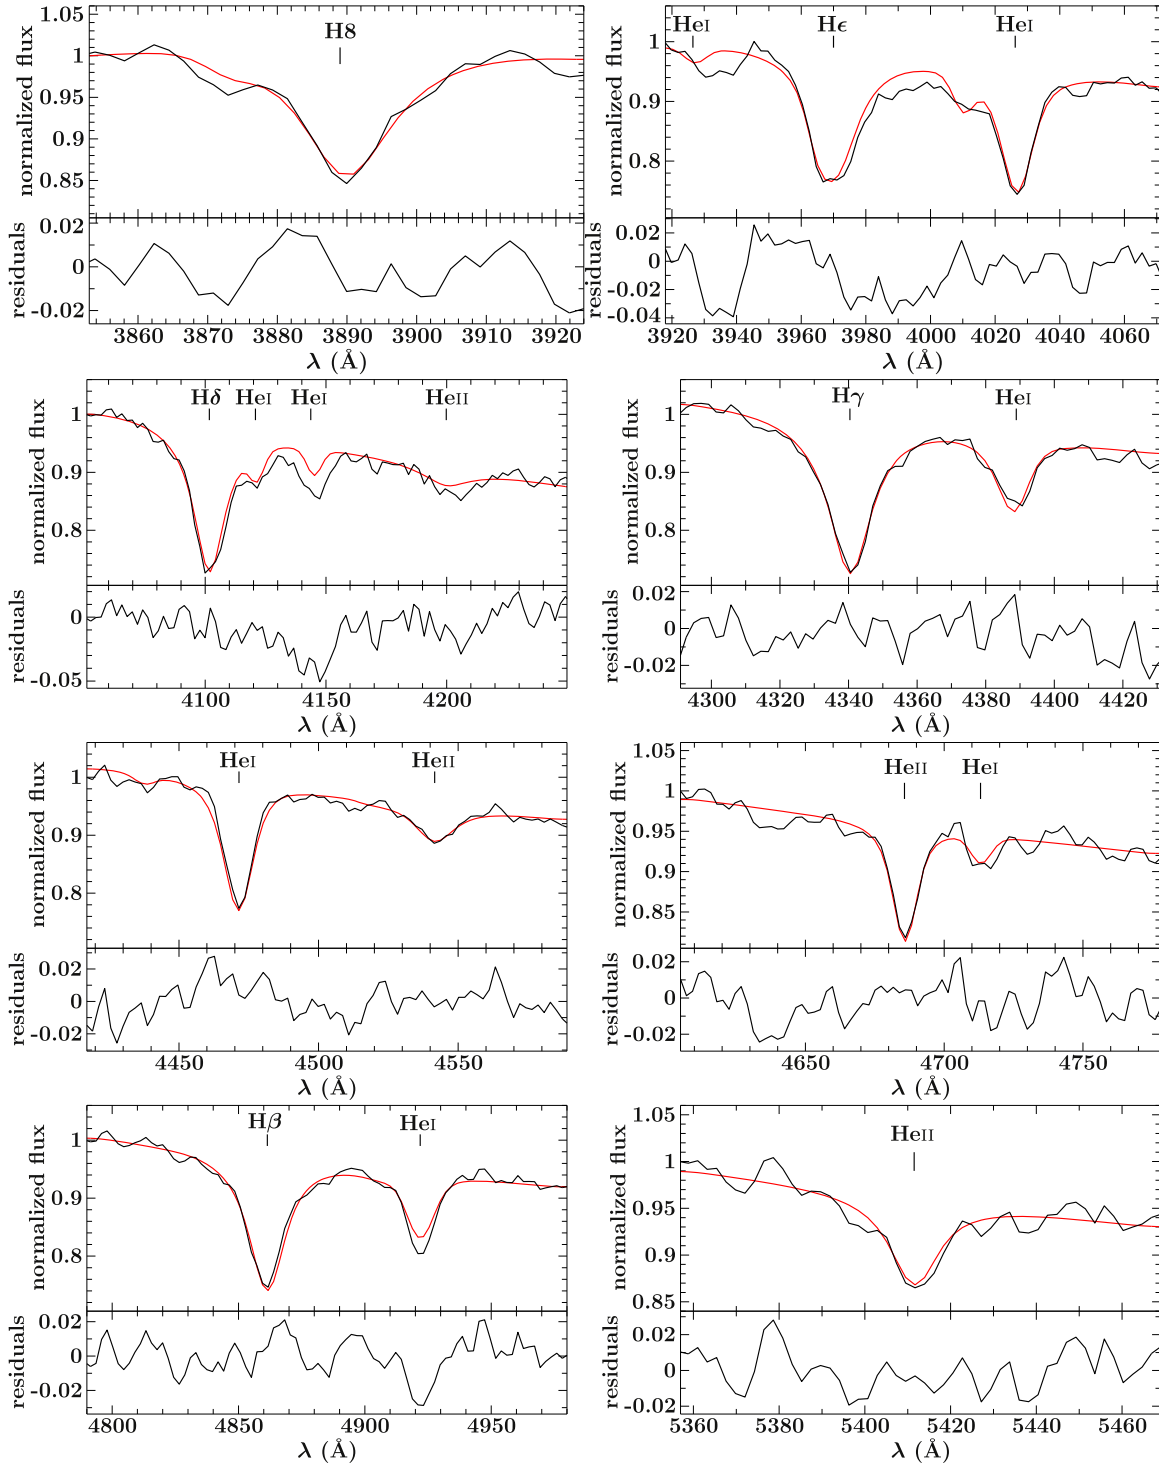 H8
normalized flux
1.05
1
0.95
0.9
0.85
residuals
0.02
0
-0.02
3860 3870 3880 3890 3900 3910 3920
λ (Å)
HeI Hϵ HeI
normalized flux
1
0.9
0.8
residuals
0.02
0
-0.02
-0.04
3920 3940 3960 3980 4000 4020 4040 4060
λ (Å)
Hδ HeI HeI HeII
normalized flux
1
0.9
0.8
residuals
0
-0.05
4100 4150 4200
λ (Å)
Hγ HeI
normalized flux
1
0.9
0.8
residuals
0.02
0
-0.02
4300 4320 4340 4360 4380 4400 4420
λ (Å)
HeI HeII
normalized flux
1
0.9
0.8
residuals
0.02
0
-0.02
4450 4500 4550
λ (Å)
HeII HeI
normalized flux
1.05
1
0.95
0.9
0.85
residuals
0.02
0
-0.02
4650 4700 4750
λ (Å)
Hβ HeI
normalized flux
1
0.9
0.8
residuals
0.02
0
-0.02
4800 4850 4900 4950
λ (Å)
HeII
normalized flux
1.05
1
0.95
0.9
0.85
residuals
0.02
0
-0.02
5360 5380 5400 5420 5440 5460
λ (Å)